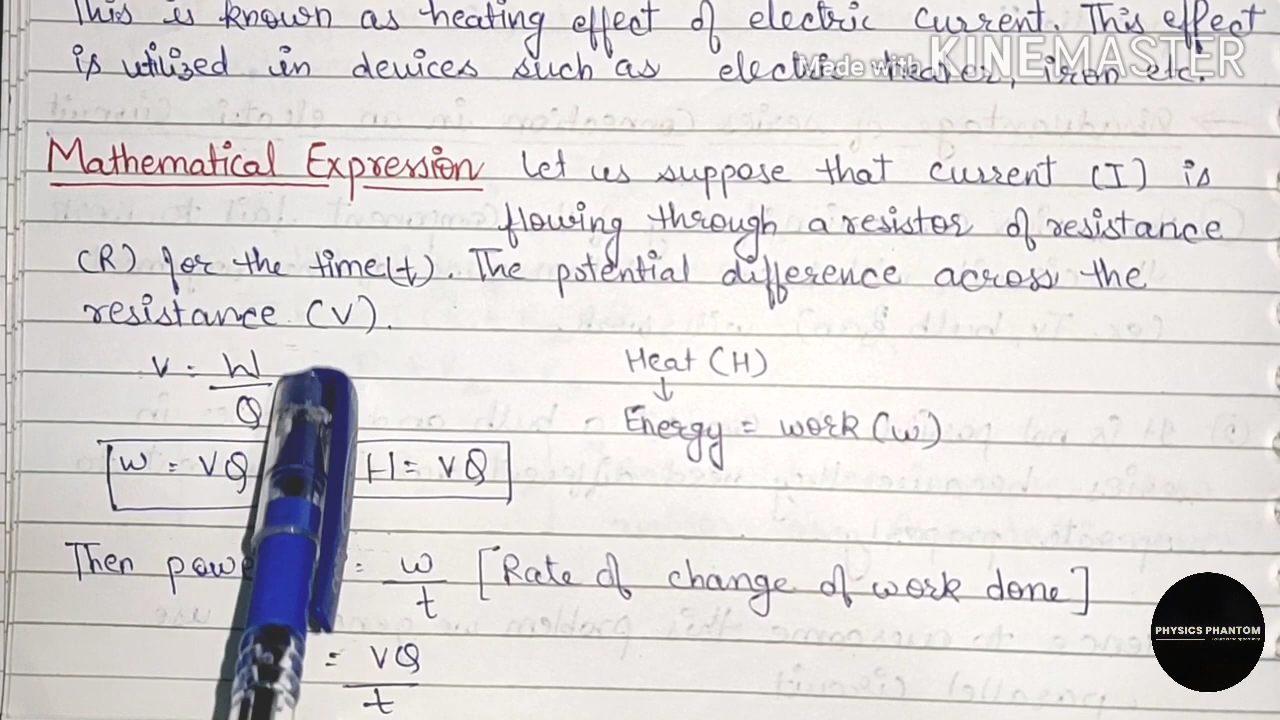 This is known as heating effect of electric current. This effect
is utilized in devices such as electric heater, iron etc.
Made with KINEMASTER
Mathematical Expression Let us suppose that current (I) is
flowing through a resistor of resistance
(R) for the time(t). The potential difference across the
resistance (V).
V = W
Q
Heat (H)
↓
Energy = work (w)
W = VQ H = VQ
Then = w [Rate of change of work done]
t
= VQ
t
PHYSICS PHANTOM